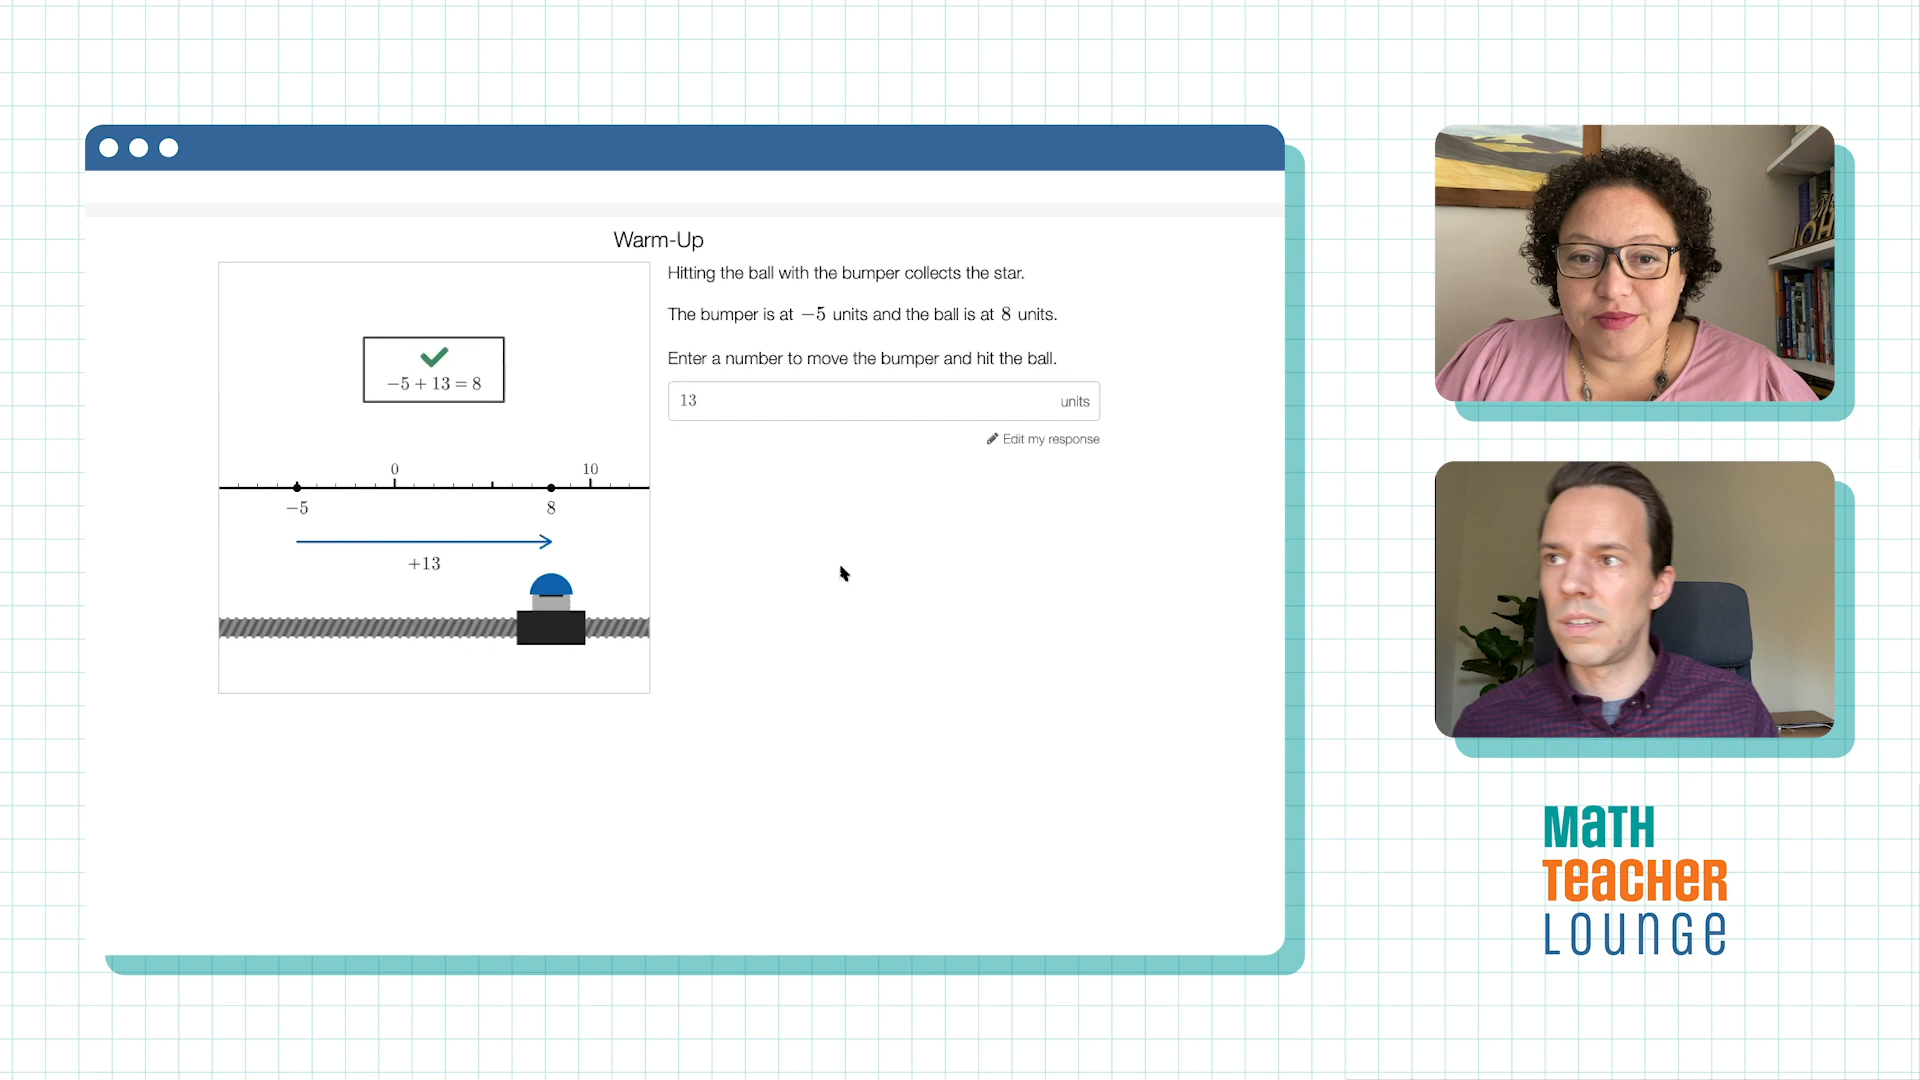 Warm-Up
Hitting the ball with the bumper collects the star.
The bumper is at −5 units and the ball is at 8 units.
Enter a number to move the bumper and hit the ball.
13 units
Edit my response
−5 + 13 = 8
0 10
−5 8
+13
MATH
TEACHER
LOUNGE